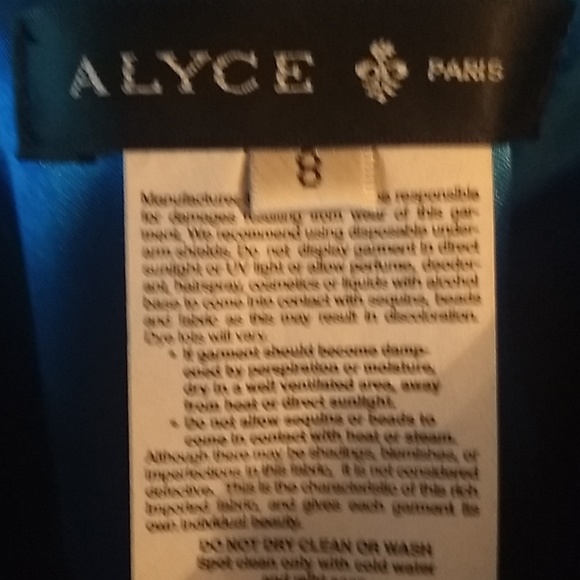 ALYCE PARIS
8
Manufacture responsible
for damages from wear of this gar-
ment. We recommend using disposable under-
arm shields. Do not display garment in direct
sunlight or UV light or allow perfume, deodor-
ant, hairspray, cosmetics or liquids with alcohol
base to come into contact with sequins, beads
and fabric as this may result in discoloration.
Dye lots will vary.
• If garment should become damp-
ened by perspiration or moisture,
dry in a well ventilated area, away
from heat or direct sunlight.
• Do not allow sequins or beads to
come in contact with heat or steam.
Although there may be shadings, blemishes, or
imperfections in this fabric. It is not considered
defective. This is the characteristic of this rich
imported fabric, and gives each garment its
own individual beauty.
DO NOT DRY CLEAN OR WASH
Spot clean only with cold water